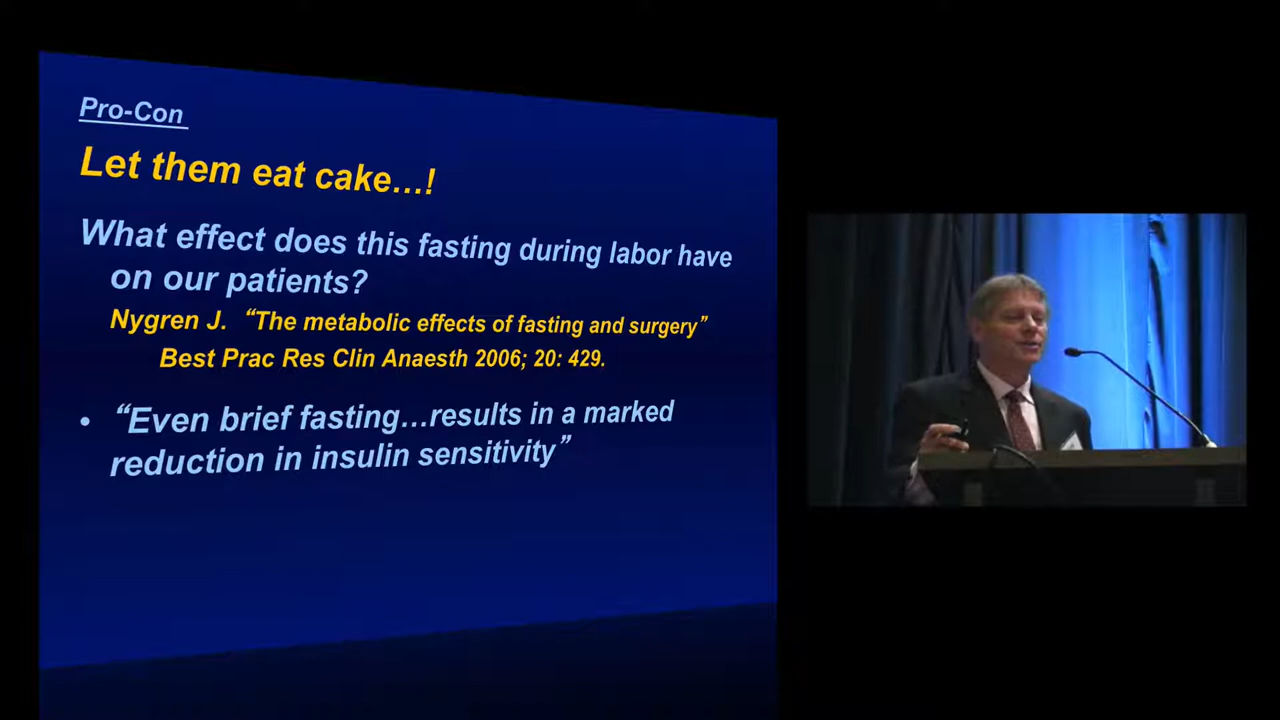 Pro-Con
Let them eat cake…!
What effect does this fasting during labor have
on our patients?
Nygren J. “The metabolic effects of fasting and surgery”
Best Prac Res Clin Anaesth 2006; 20: 429.
• “Even brief fasting…results in a marked
reduction in insulin sensitivity”